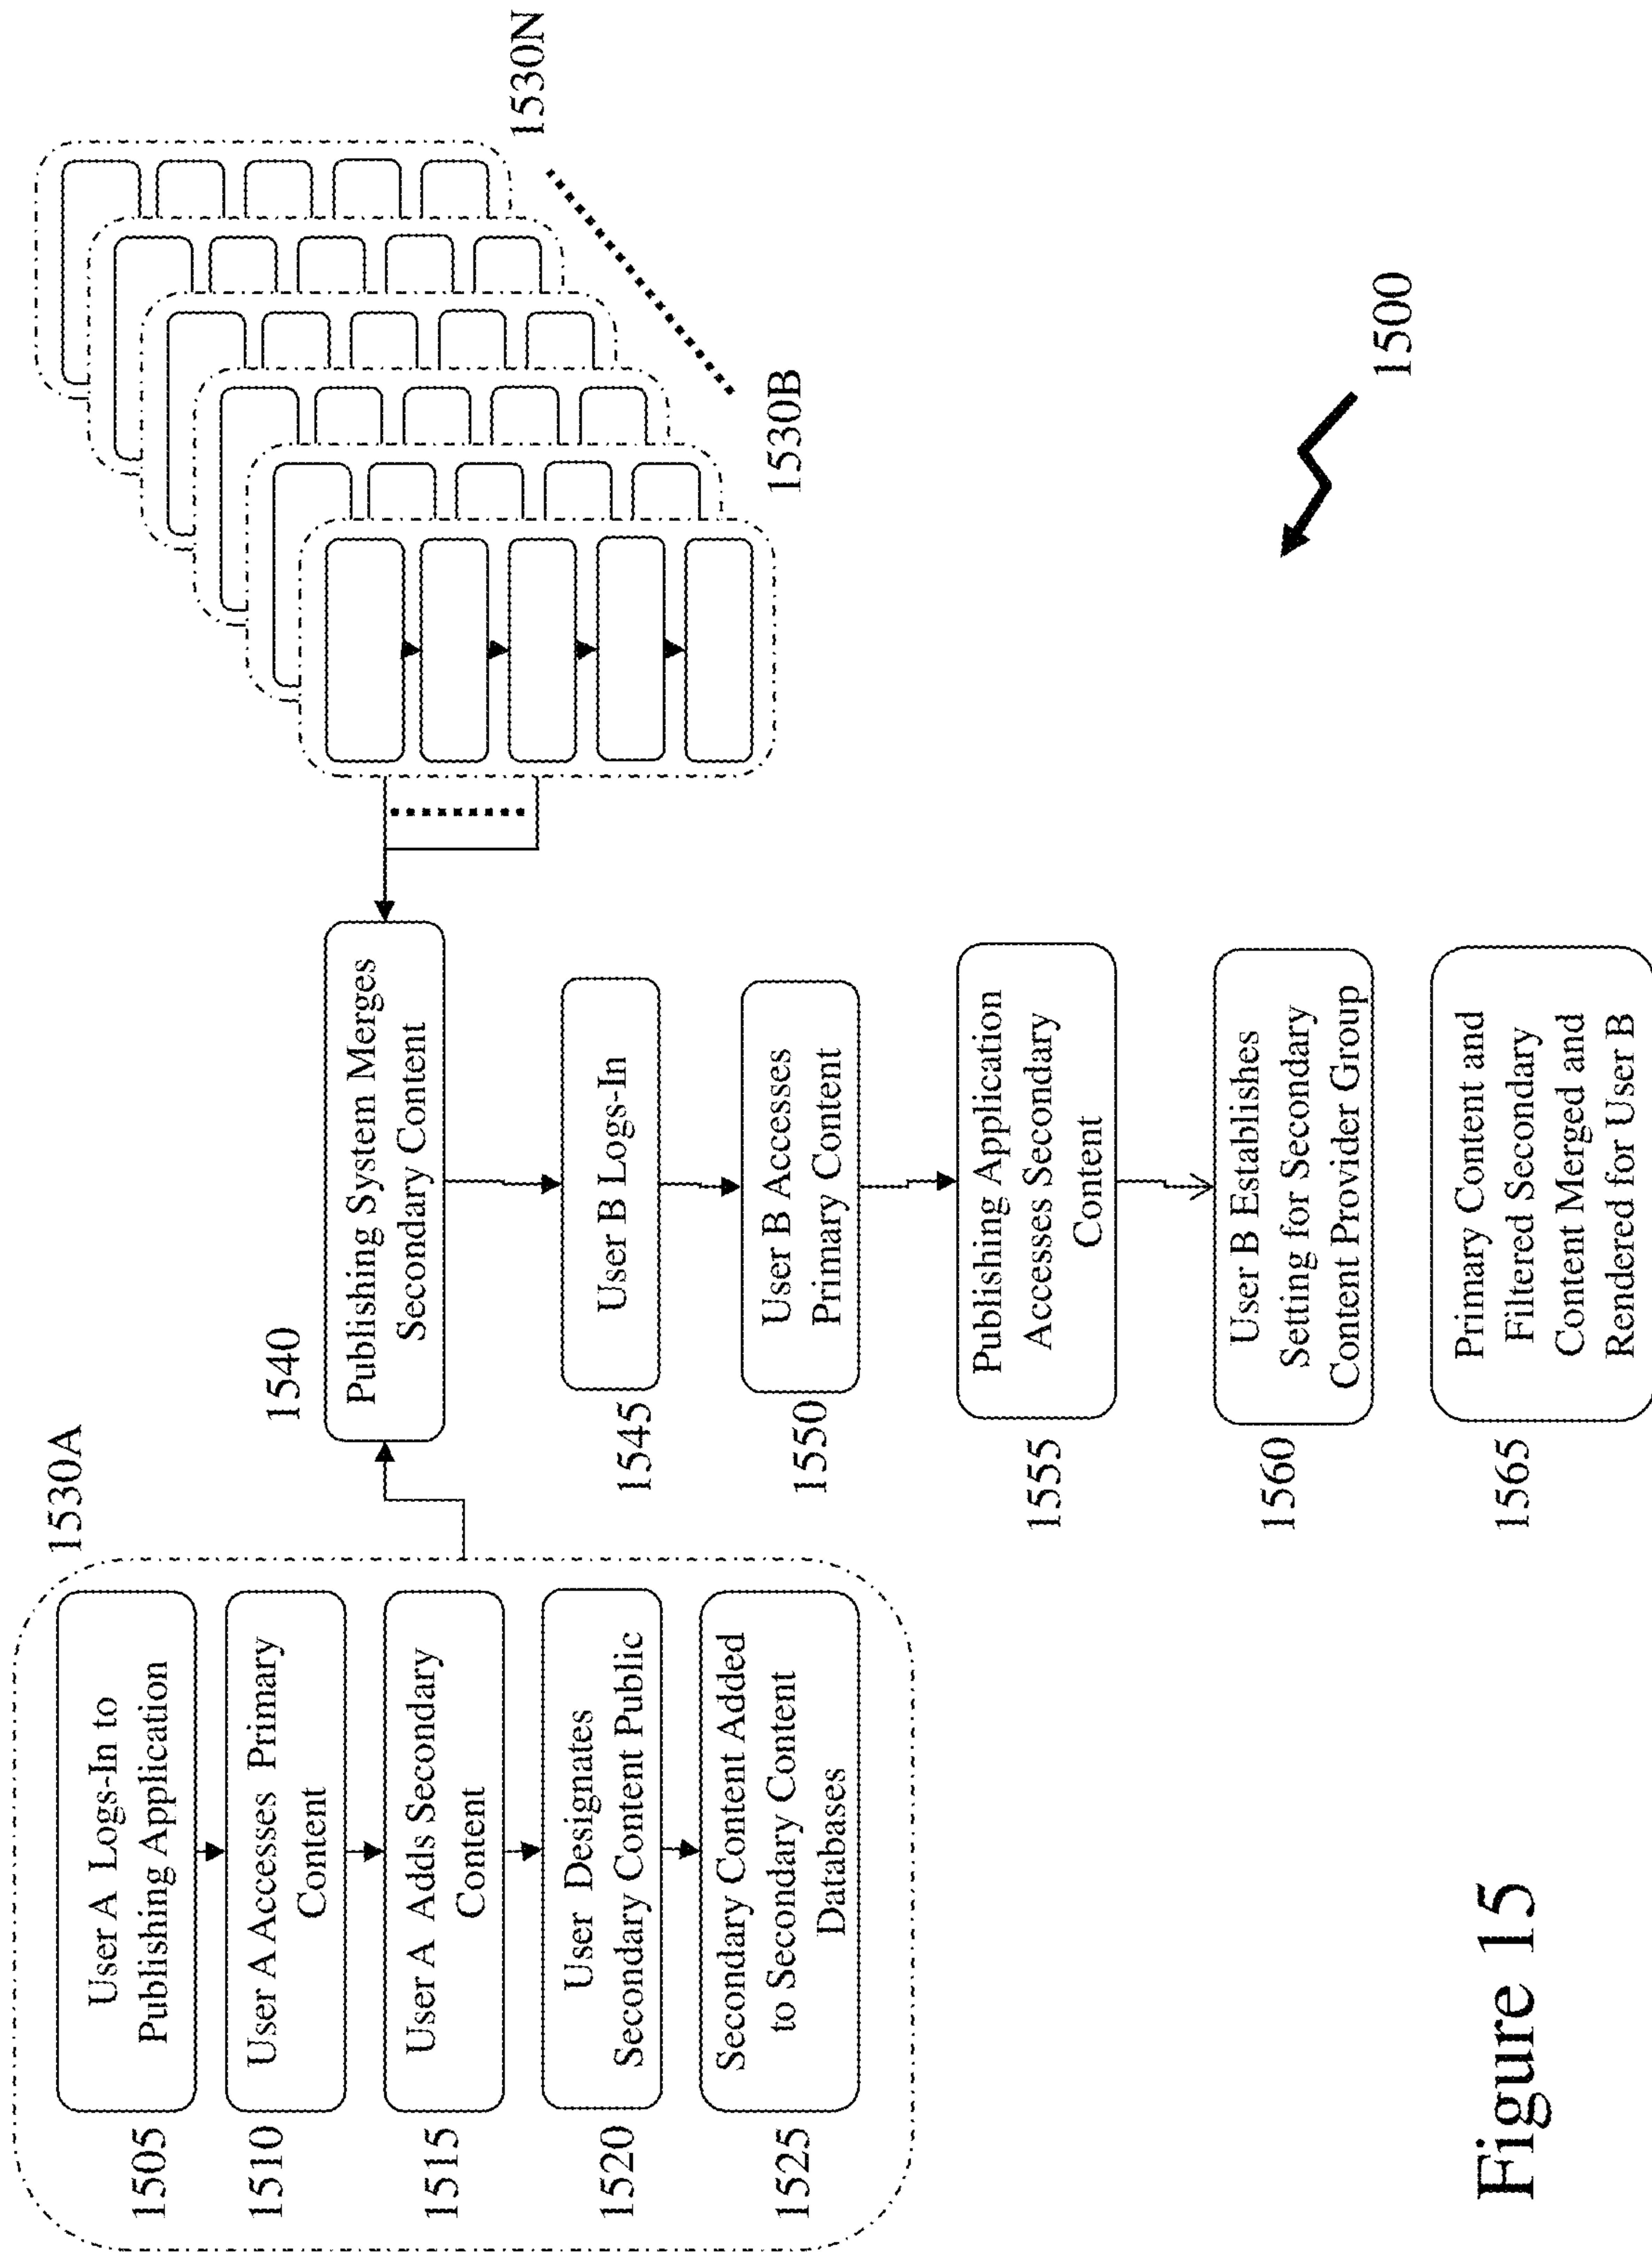 1530A
1505
User A Logs-In to
Publishing Application
1510
User A Accesses Primary
Content
1515
User A Adds Secondary
Content
1520
User Designates
Secondary Content Public
1525
Secondary Content Added
to Secondary Content
Databases
1540
Publishing System Merges
Secondary Content
1545
User B Logs-In
1550
User B Accesses
Primary Content
1555
Publishing Application
Accesses Secondary
Content
1560
User B Establishes
Setting for Secondary
Content Provider Group
1565
Primary Content and
Filtered Secondary
Content Merged and
Rendered for User B
1530N
1530B
1500
Figure 15